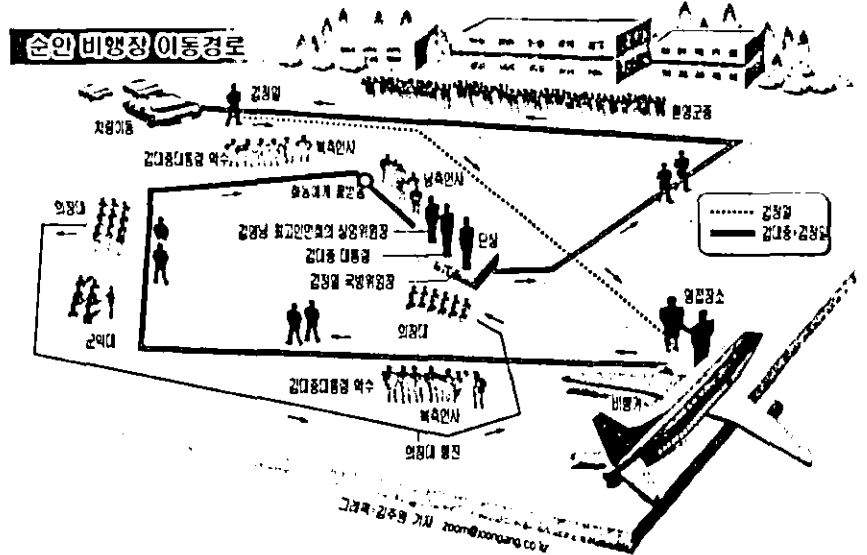 순안 비행장 이동경로
김정일
환영군중
차량이동
김대중대통령 악수
북측인사
남측인사
의장대
김영남 최고인민회의 상임위원장
단상
김대중 대통령
김정일 국방위원장
김정일
김대중+김정일
영접장소
군악대
의장대
김대중대통령 악수
북측인사
비행기
의장대 행진
그래픽·김주원 기자 zoom@joongang.co.kr